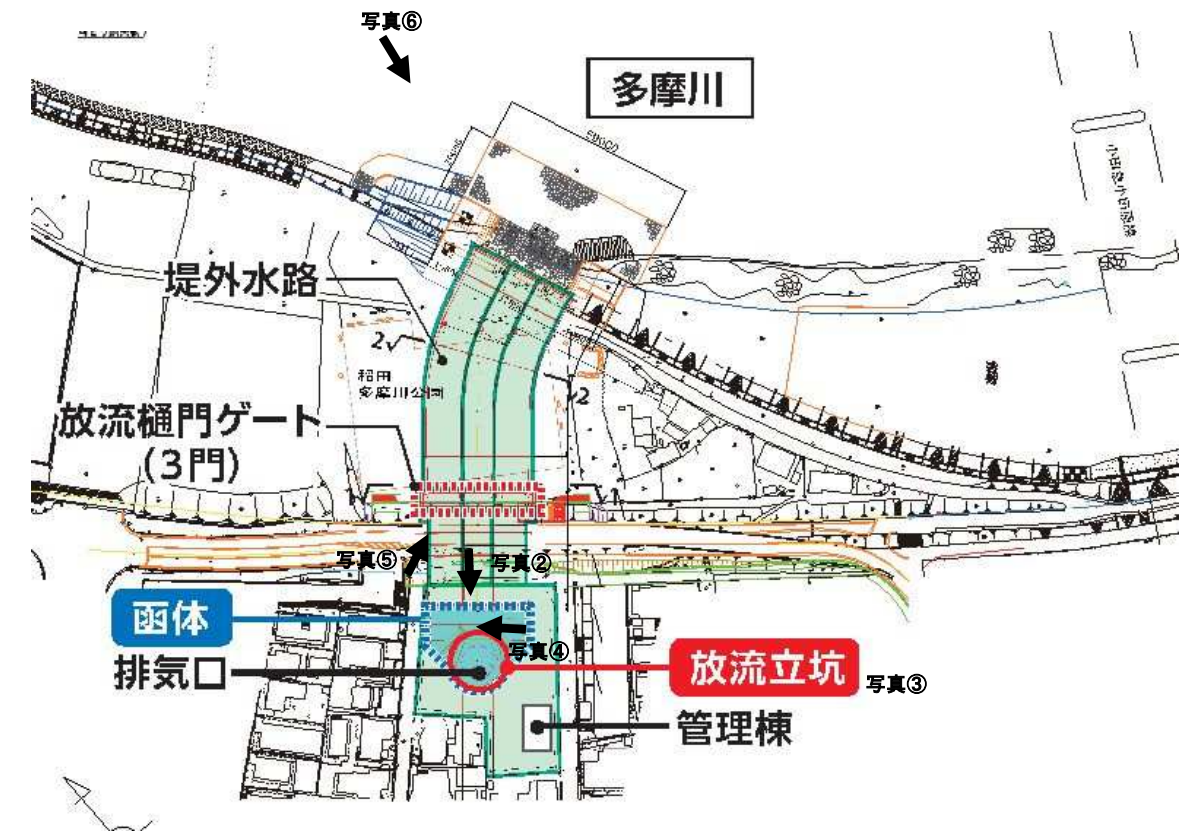 写真⑥
多摩川
堤外水路
2
稲田
多摩川公園
2
放流樋門ゲート
(3門)
写真⑤
写真②
函体
写真④
排気口
放流立坑
写真③
管理棟